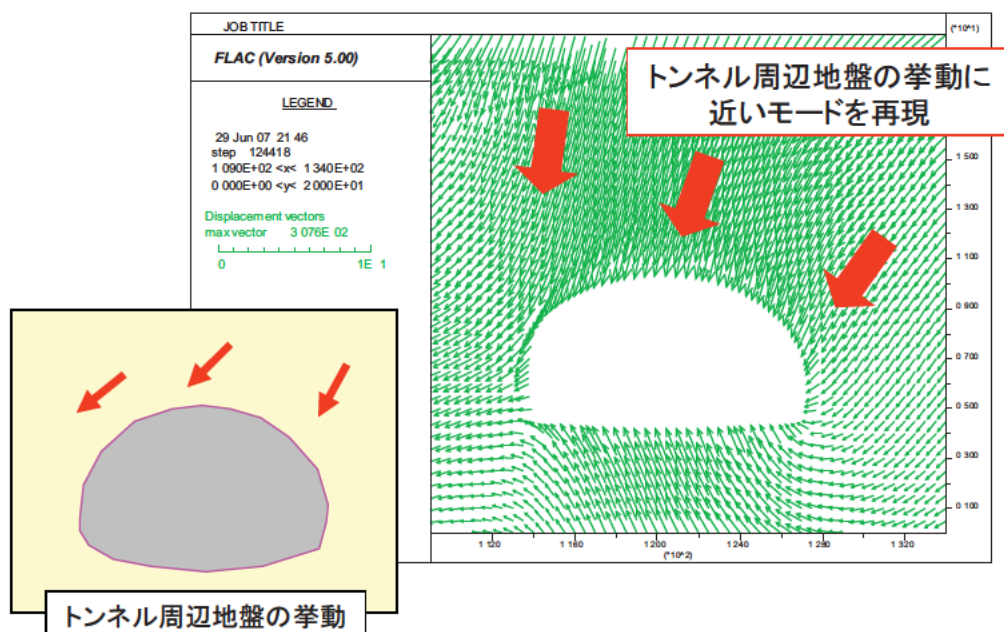 JOB TITLE
FLAC (Version 5.00)
LEGEND
29 Jun 07 21 46
step 124418
1 090E+02 <x< 1 340E+02
0 000E+00 <y< 2 000E+01
Displacement vectors
max vector 3 076E 02
0 1E 1
(*10^1)
トンネル周辺地盤の挙動に
近いモードを再現
1 500
1 300
1 100
0 900
0 700
0 500
0 300
0 100
1 120 1 160 1 200 1 240 1 280 1 320
(*10^2)
トンネル周辺地盤の挙動